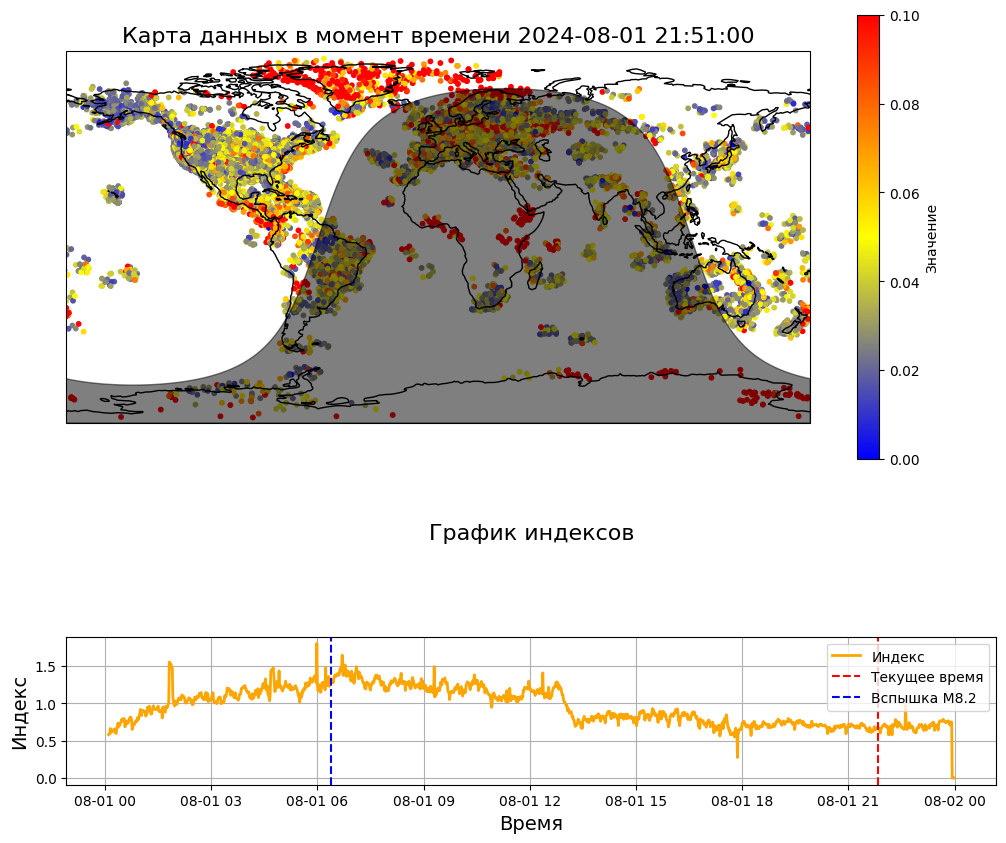 Карта данных в момент времени 2024-08-01 21:51:00
0.10
0.08
0.06
0.04
0.02
0.00
Значение
График индексов
Индекс
1.5
1.0
0.5
0.0
Индекс
Текущее время
Вспышка M8.2
08-01 00
08-01 03
08-01 06
08-01 09
08-01 12
08-01 15
08-01 18
08-01 21
08-02 00
Время